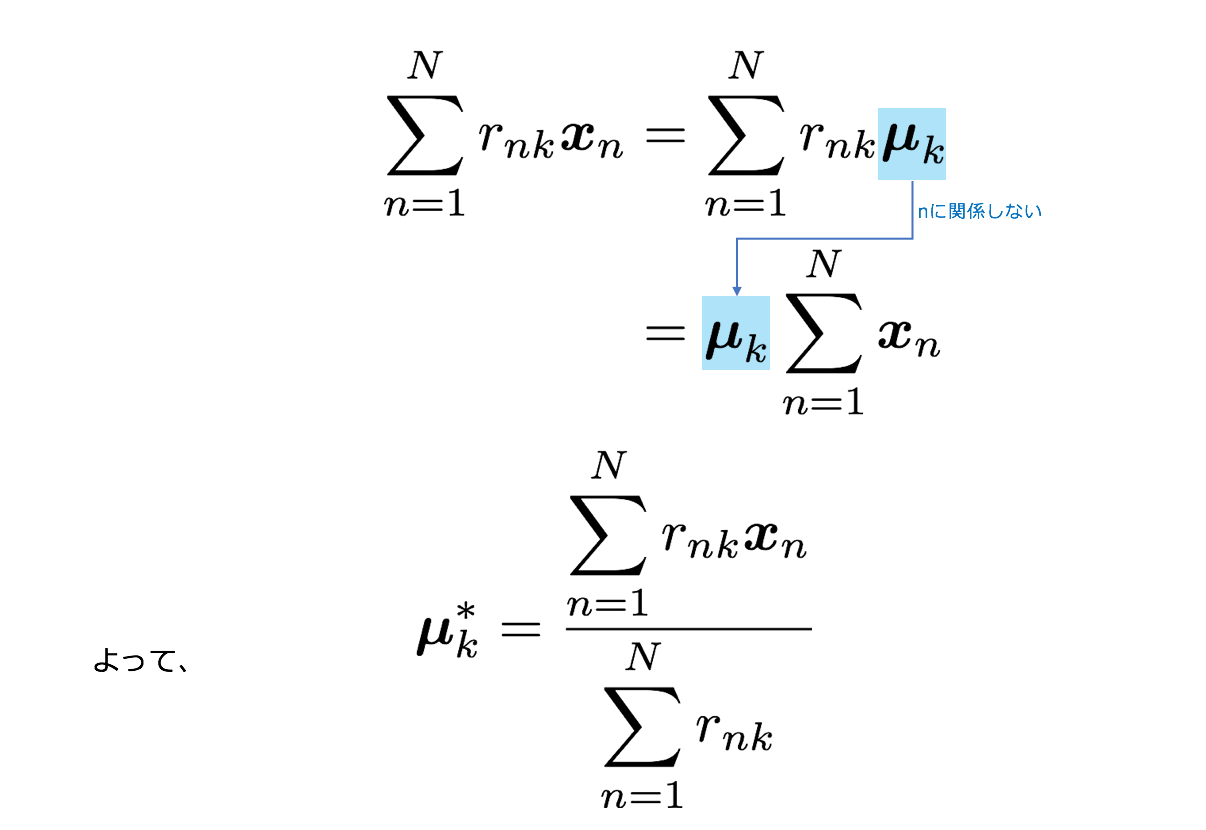 \sum_{n=1}^{N} r_{nk} \boldsymbol{x}_n = \sum_{n=1}^{N} r_{nk} \boldsymbol{\mu}_k
nに関係しない
= \boldsymbol{\mu}_k \sum_{n=1}^{N} \boldsymbol{x}_n
よって、
\boldsymbol{\mu}_k^* = \frac{\sum_{n=1}^{N} r_{nk} \boldsymbol{x}_n}{\sum_{n=1}^{N} r_{nk}}